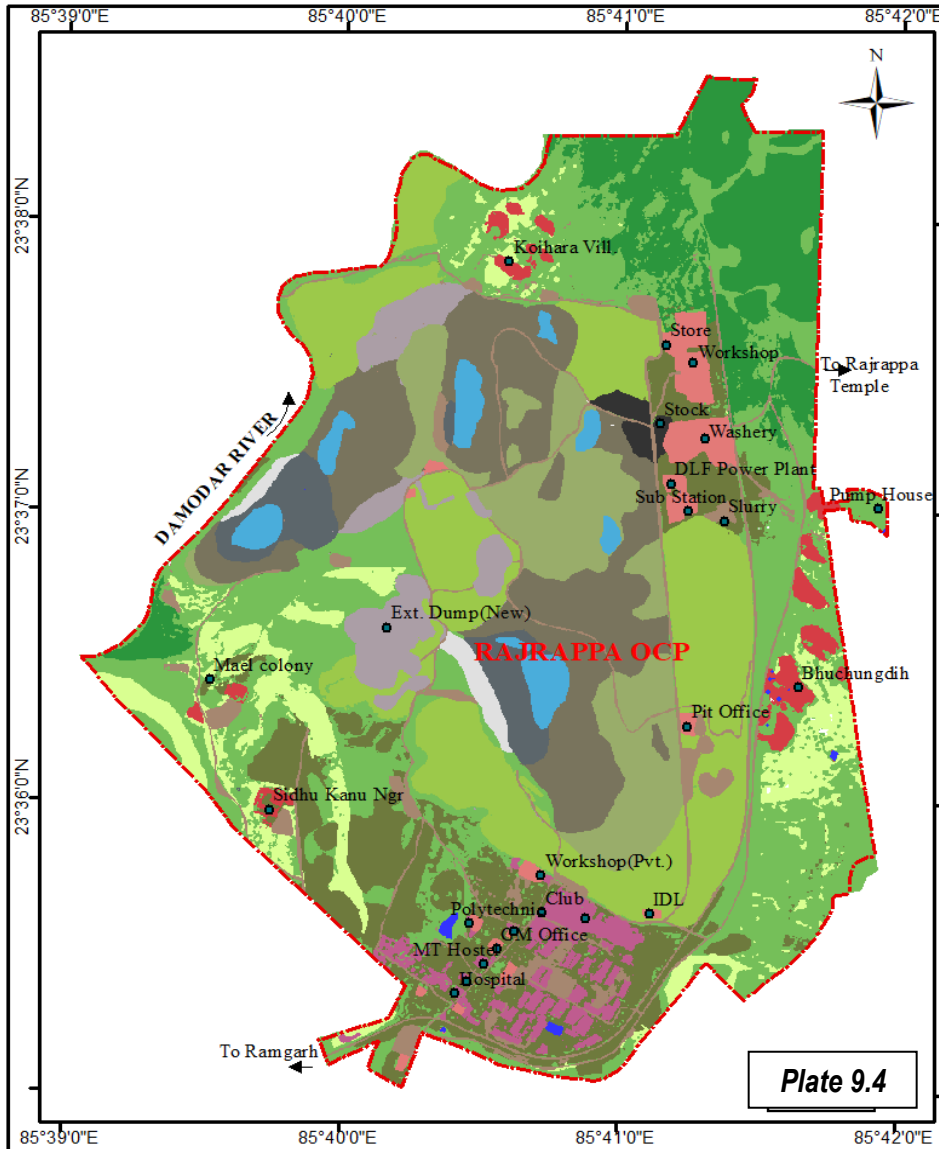 85°39'0"E
85°40'0"E
85°41'0"E
85°42'0"E
N
23°38'0"N
Koihara Vill.
Store
Workshop
To Rajrappa
Temple
Stock
Washery
DAMODAR RIVER
DLF Power Plant
23°37'0"N
Sub Station
Slurry
Pump House
Ext. Dump(New)
RAJRAPPA OCP
Mael colony
Bhuchungdih
Pit Office
23°36'0"N
Sidhu Kanu Ngr
Workshop(Pvt.)
Polytechni
Club
IDL
GM Office
MT Hostel
Hospital
To Ramgarh
Plate 9.4
85°39'0"E
85°40'0"E
85°41'0"E
85°42'0"E